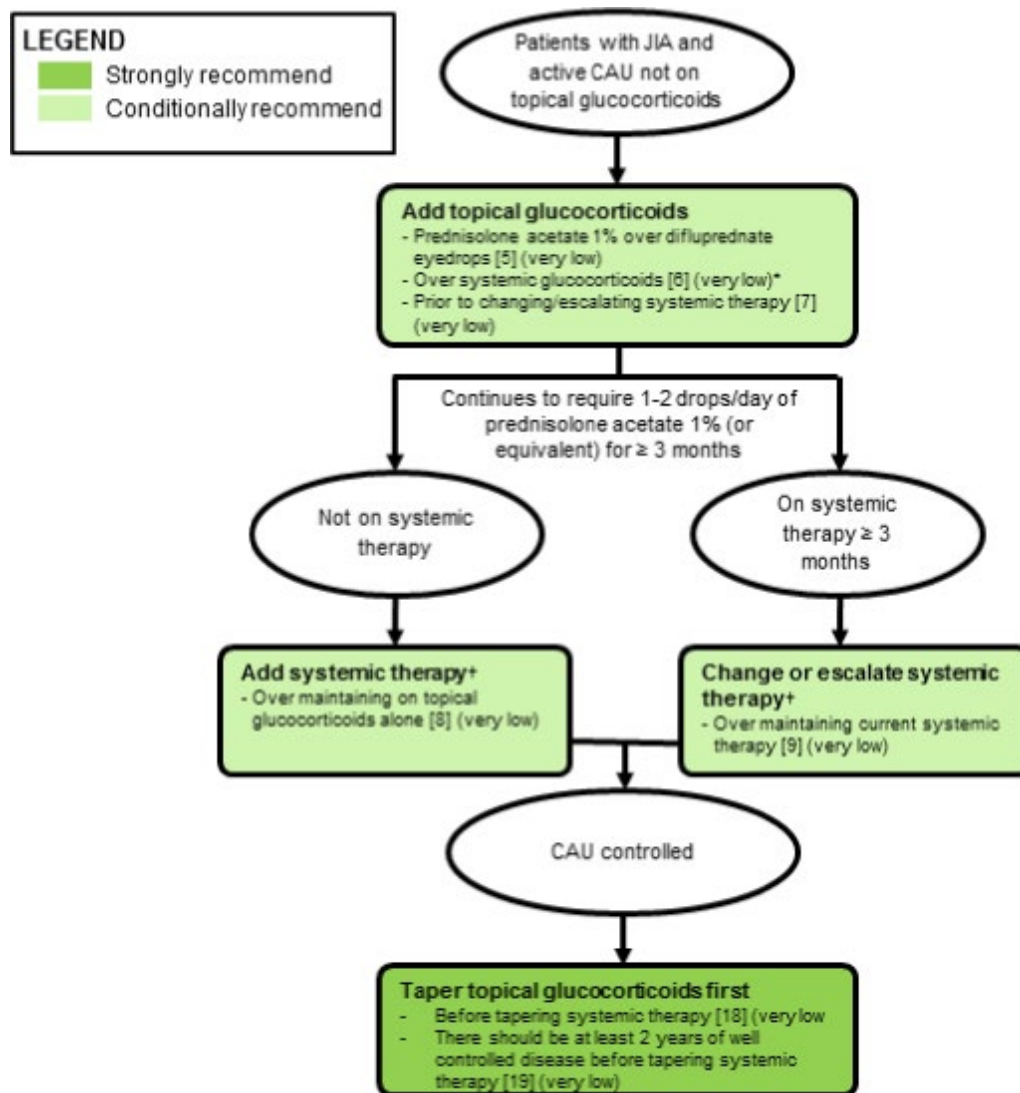 LEGEND
Strongly recommend
Conditionally recommend
Patients with JIA and
active CAU not on
topical glucocorticoids
Add topical glucocorticoids
- Prednisolone acetate 1% over difluprednate
eyedrops [5] (very low)
- Over systemic glucocorticoids [6] (very low)*
- Prior to changing/escalating systemic therapy [7]
(very low)
Continues to require 1-2 drops/day of
prednisolone acetate 1% (or
equivalent) for ≥ 3 months
Not on systemic
therapy
On systemic
therapy ≥ 3
months
Add systemic therapy+
- Over maintaining on topical
glucocorticoids alone [8] (very low)
Change or escalate systemic
therapy+
- Over maintaining current systemic
therapy [9] (very low)
CAU controlled
Taper topical glucocorticoids first
- Before tapering systemic therapy [18] (very low
- There should be at least 2 years of well
controlled disease before tapering systemic
therapy [19] (very low)